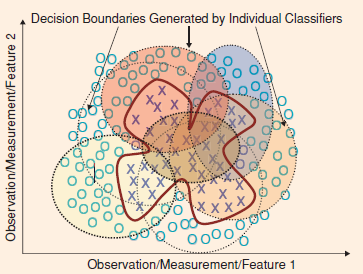 Decision Boundaries Generated by Individual Classifiers
Observation/Measurement/Feature 2
Observation/Measurement/Feature 1